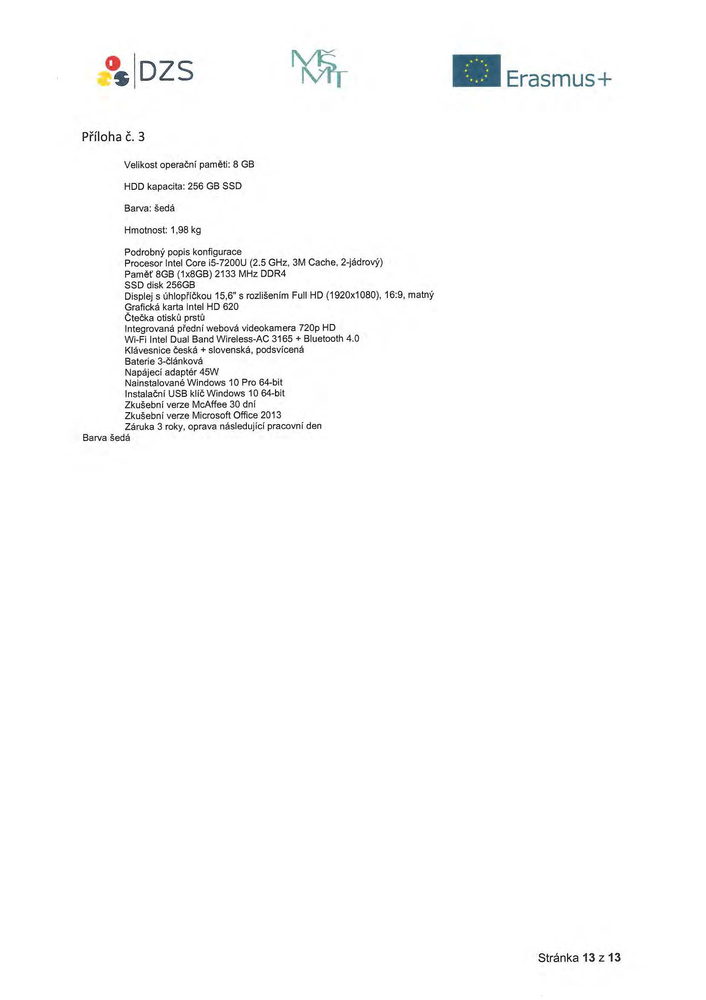 DZS
MŠMT
Erasmus+
Příloha č. 3
Velikost operační paměti: 8 GB
HDD kapacita: 256 GB SSD
Barva: šedá
Hmotnost: 1,98 kg
Podrobný popis konfigurace
Procesor Intel Core i5-7200U (2.5 GHz, 3M Cache, 2-jádrový)
Paměť 8GB (1x8GB) 2133 MHz DDR4
SSD disk 256GB
Displej s úhlopříčkou 15,6" s rozlišením Full HD (1920x1080), 16:9, matný
Grafická karta Intel HD 620
Čtečka otisků prstů
Integrovaná přední webová videokamera 720p HD
Wi-Fi Intel Dual Band Wireless-AC 3165 + Bluetooth 4.0
Klávesnice česká + slovenská, podsvícená
Baterie 3-článková
Napájecí adaptér 45W
Nainstalované Windows 10 Pro 64-bit
Instalační USB klíč Windows 10 64-bit
Zkušební verze McAffee 30 dní
Zkušební verze Microsoft Office 2013
Záruka 3 roky, oprava následující pracovní den
Barva šedá
Stránka 13 z 13